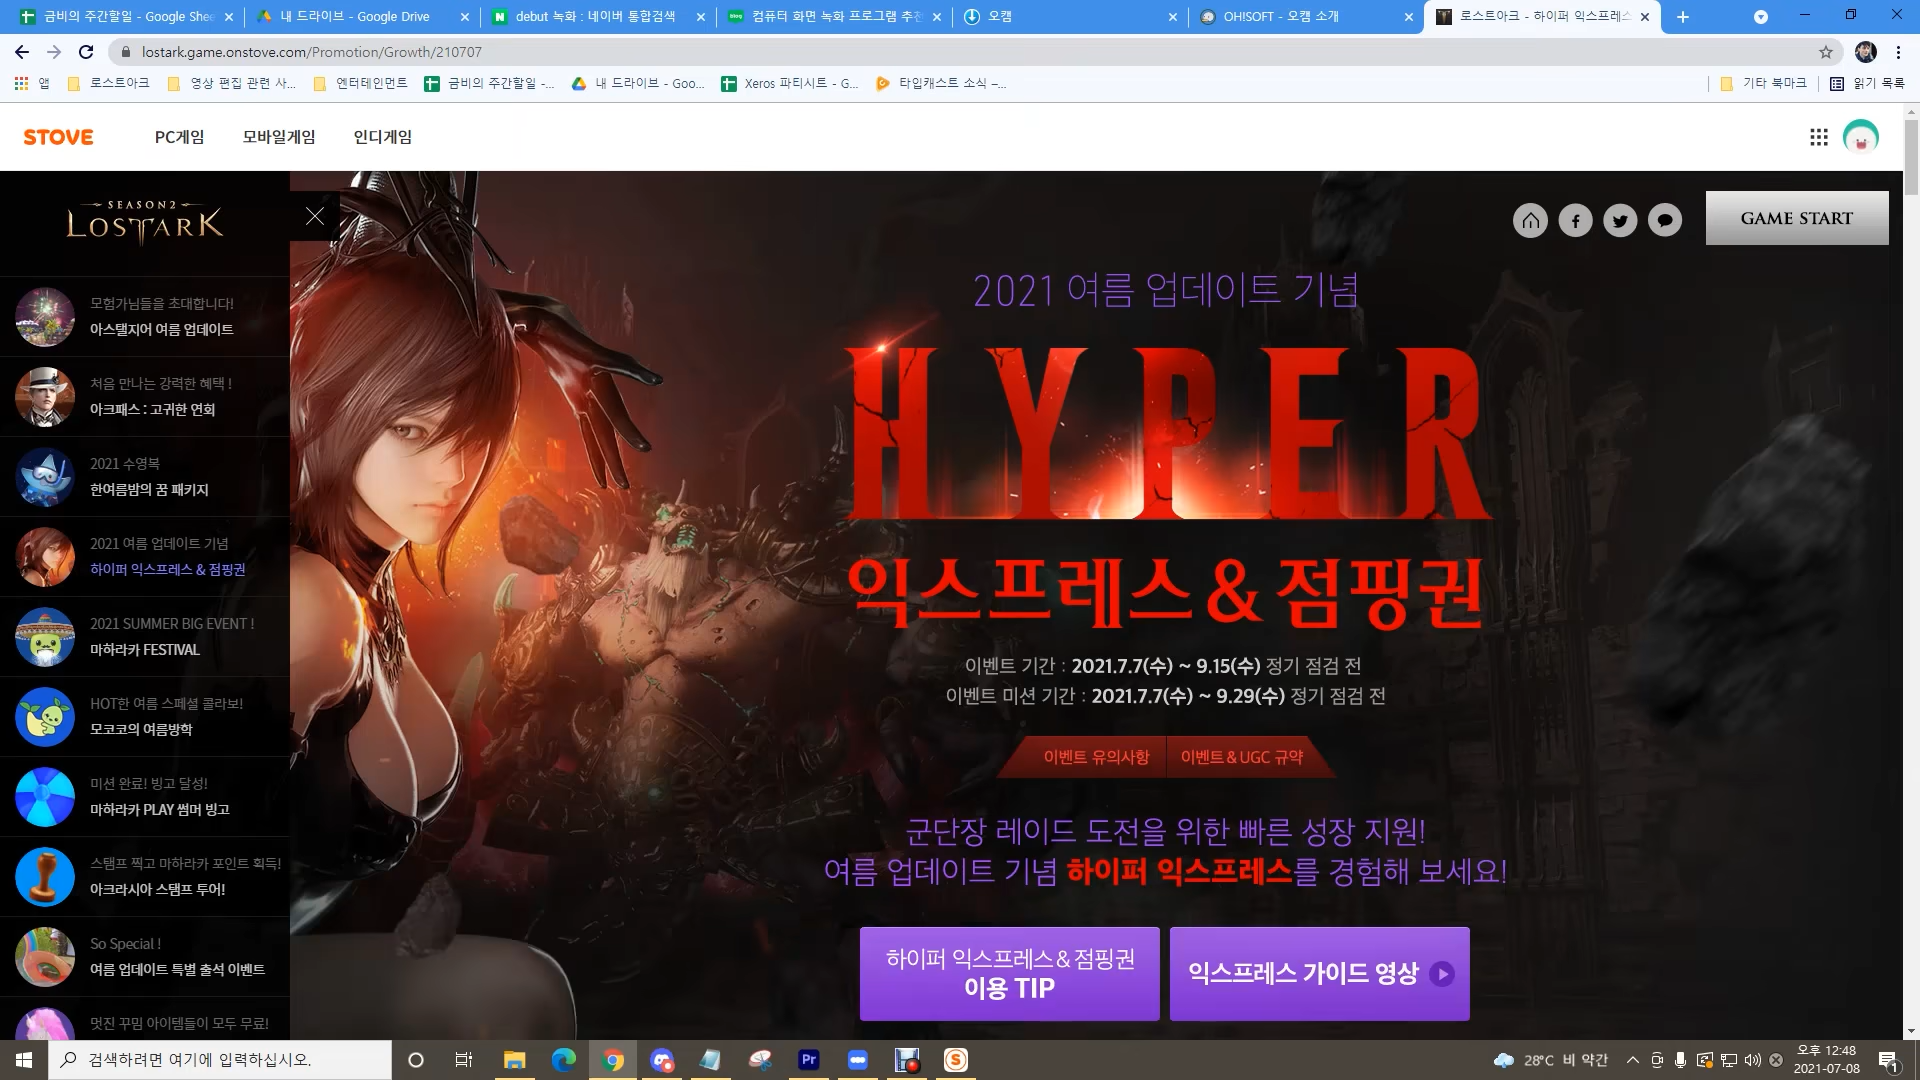 금비의 주간할일 - Google Shee
내 드라이브 - Google Drive
debut 녹화 : 네이버 통합검색
컴퓨터 화면 녹화 프로그램 추천
오캠
OH!SOFT - 오캠 소개
로스트아크 - 하이퍼 익스프레스
lostark.game.onstove.com/Promotion/Growth/210707
앱
로스트아크
영상 편집 관련 사...
엔터테인먼트
금비의 주간할일 -...
내 드라이브 - Goo...
Xeros 파티시트 - G...
타입캐스트 소식 –...
기타 북마크
읽기 목록
STOVE
PC게임
모바일게임
인디게임
SEASON2
LOSTARK
GAME START
모험가님들을 초대합니다!
아스탤지어 여름 업데이트
처음 만나는 강력한 혜택 !
아크패스 : 고귀한 연회
2021 수영복
한여름밤의 꿈 패키지
2021 여름 업데이트 기념
하이퍼 익스프레스 & 점핑권
2021 SUMMER BIG EVENT !
마하라카 FESTIVAL
HOT한 여름 스페셜 콜라보!
모코코의 여름방학
미션 완료! 빙고 달성!
마하라카 PLAY 썸머 빙고
스탬프 찍고 마하라카 포인트 획득!
아크라시아 스탬프 투어!
So Special !
여름 업데이트 특별 출석 이벤트
멋진 꾸밈 아이템들이 모두 무료!
2021 여름 업데이트 기념
HYPER
익스프레스&점핑권
이벤트 기간 : 2021.7.7(수) ~ 9.15(수) 정기 점검 전
이벤트 미션 기간 : 2021.7.7(수) ~ 9.29(수) 정기 점검 전
이벤트 유의사항
이벤트&UGC 규약
군단장 레이드 도전을 위한 빠른 성장 지원!
여름 업데이트 기념 하이퍼 익스프레스를 경험해 보세요!
하이퍼 익스프레스&점핑권
이용 TIP
익스프레스 가이드 영상
검색하려면 여기에 입력하십시오.
Pr
S
28°C 비 약간
오후 12:48
2021-07-08
1